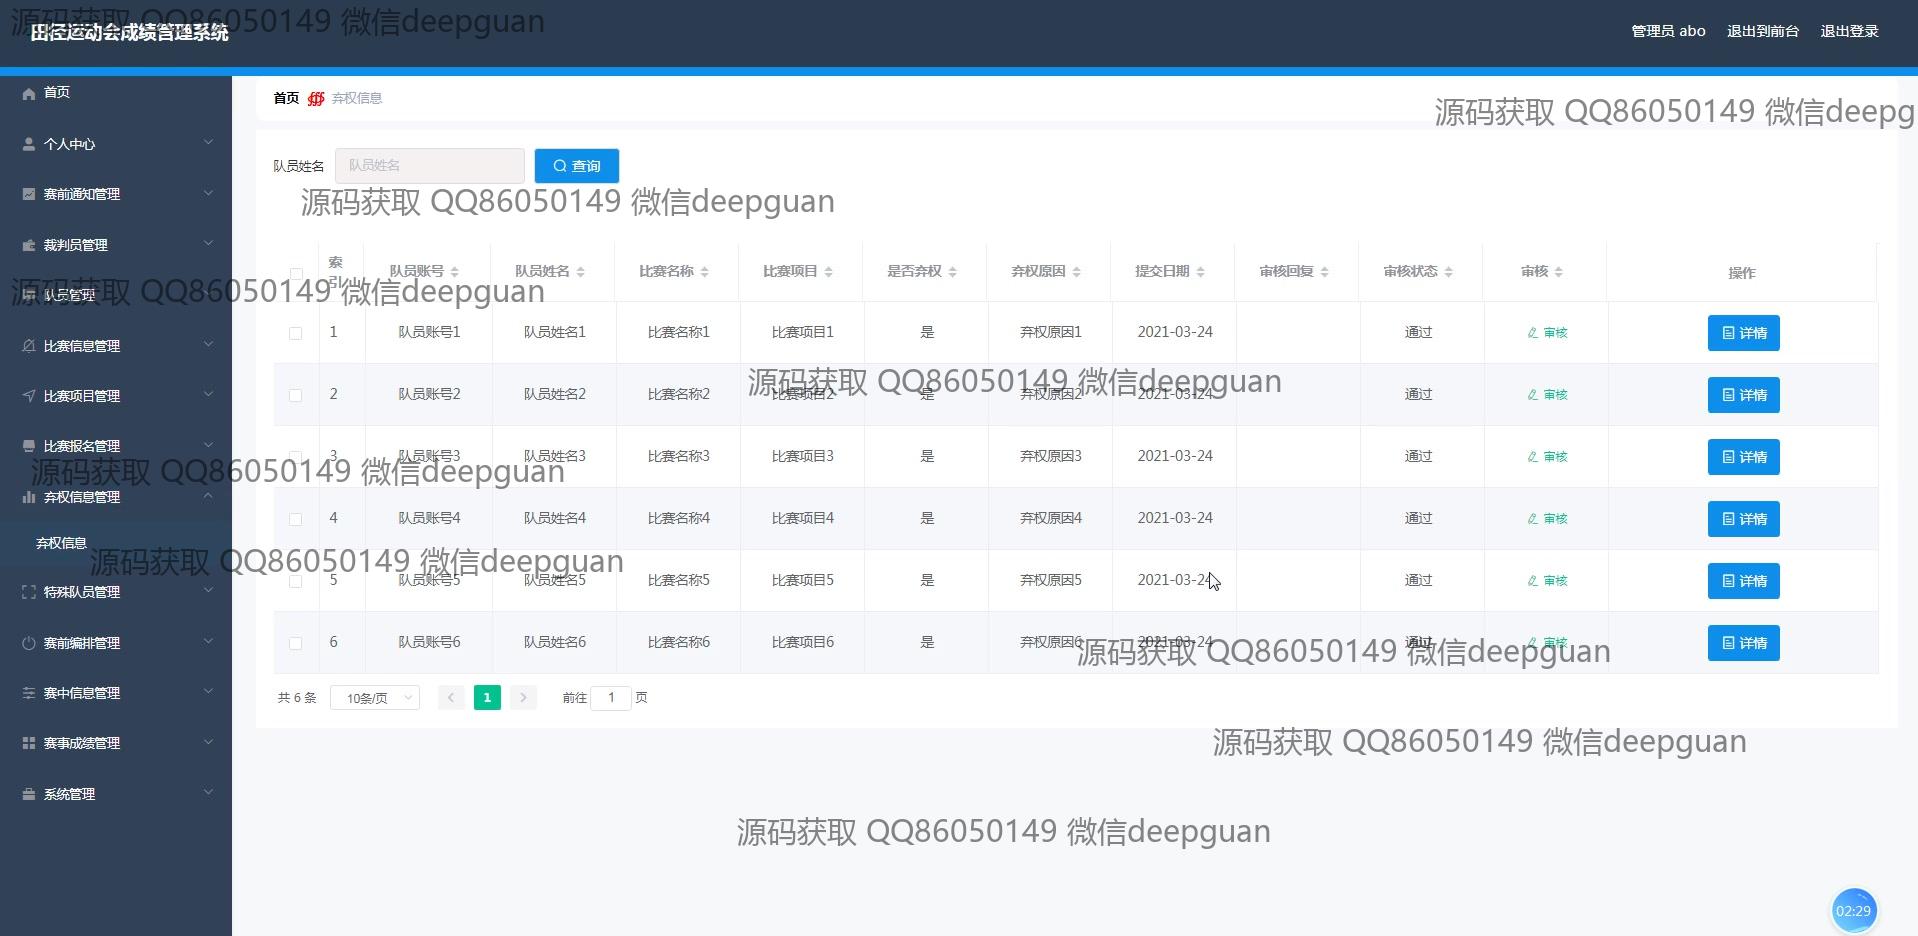 源码获取 QQ86050149 微信deepguan
田径运动会成绩管理系统
管理员 abo 退出到前台 退出登录
首页
首页 弃权信息
源码获取 QQ86050149 微信deepg
个人中心
队员姓名 队员姓名 查询
赛前通知管理
源码获取 QQ86050149 微信deepguan
裁判员管理
索引 队员账号 队员姓名 比赛名称 比赛项目 是否弃权 弃权原因 提交日期 审核回复 审核状态 审核 操作
队员管理
源码获取 QQ86050149 微信deepguan
1 队员账号1 队员姓名1 比赛名称1 比赛项目1 是 弃权原因1 2021-03-24 通过 审核 详情
比赛信息管理
源码获取 QQ86050149 微信deepguan
2 队员账号2 队员姓名2 比赛名称2 比赛项目2 是 弃权原因2 2021-03-24 通过 审核 详情
比赛项目管理
比赛报名管理
3 队员账号3 队员姓名3 比赛名称3 比赛项目3 是 弃权原因3 2021-03-24 通过 审核 详情
源码获取 QQ86050149 微信deepguan
弃权信息管理
4 队员账号4 队员姓名4 比赛名称4 比赛项目4 是 弃权原因4 2021-03-24 通过 审核 详情
弃权信息
源码获取 QQ86050149 微信deepguan
5 队员账号5 队员姓名5 比赛名称5 比赛项目5 是 弃权原因5 2021-03-24 通过 审核 详情
特殊队员管理
赛前编排管理
6 队员账号6 队员姓名6 比赛名称6 比赛项目6 是 弃权原因6 2021-03-24 通过 审核 详情
源码获取 QQ86050149 微信deepguan
赛中信息管理
共 6 条 10条/页 1 前往 1 页
赛事成绩管理
源码获取 QQ86050149 微信deepguan
系统管理
源码获取 QQ86050149 微信deepguan
02:29